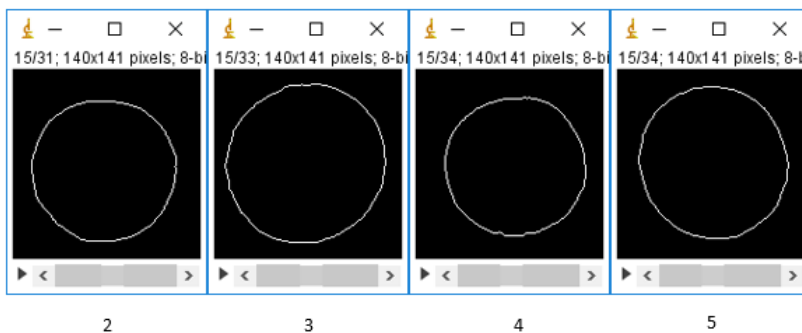 15/31; 140x141 pixels; 8-bi
15/33; 140x141 pixels; 8-bi
15/34; 140x141 pixels; 8-bi
15/34; 140x141 pixels; 8-bi
2
3
4
5